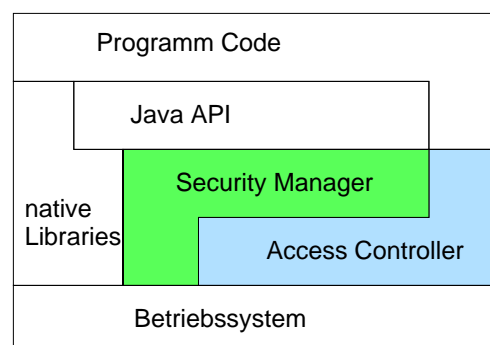 Programm Code
Java API
Security Manager
native
Libraries
Access Controller
Betriebssystem